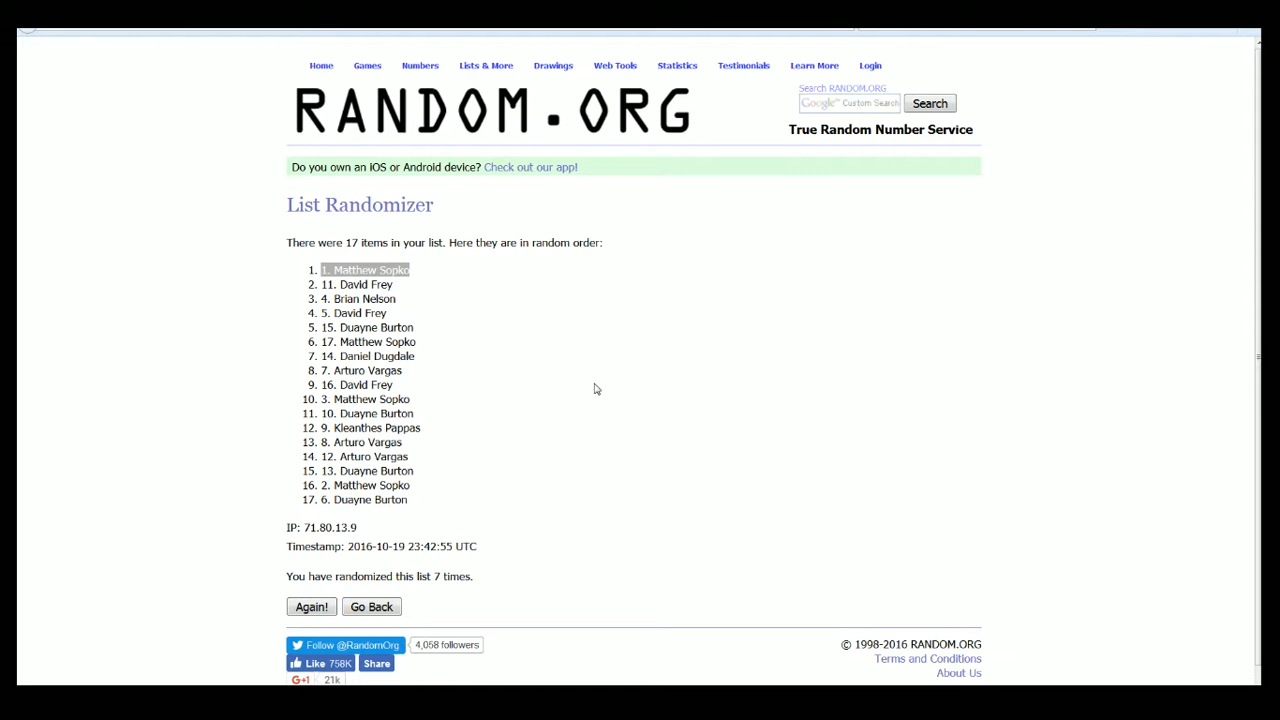 Home Games Numbers Lists & More Drawings Web Tools Statistics Testimonials Learn More Login
RANDOM.ORG
Search RANDOM.ORG
Google™ Custom Search Search
True Random Number Service
Do you own an iOS or Android device? Check out our app!
List Randomizer
There were 17 items in your list. Here they are in random order:
1. 1. Matthew Sopko
2. 11. David Frey
3. 4. Brian Nelson
4. 5. David Frey
5. 15. Duayne Burton
6. 17. Matthew Sopko
7. 14. Daniel Dugdale
8. 7. Arturo Vargas
9. 16. David Frey
10. 3. Matthew Sopko
11. 10. Duayne Burton
12. 9. Kleanthes Pappas
13. 8. Arturo Vargas
14. 12. Arturo Vargas
15. 13. Duayne Burton
16. 2. Matthew Sopko
17. 6. Duayne Burton
IP: 71.80.13.9
Timestamp: 2016-10-19 23:42:55 UTC
You have randomized this list 7 times.
Again! Go Back
Follow @RandomOrg 4,058 followers
Like 758K Share
G+1 21k
© 1998-2016 RANDOM.ORG
Terms and Conditions
About Us